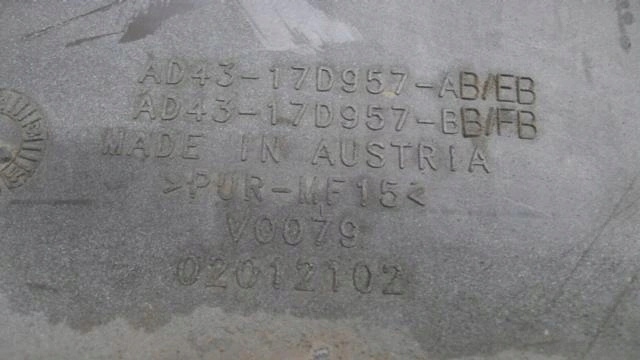 AD43-17D957-AB/EB
AD43-17D957-BB/FB
MADE IN AUSTRIA
>PUR-MF15<
V0079
02012102